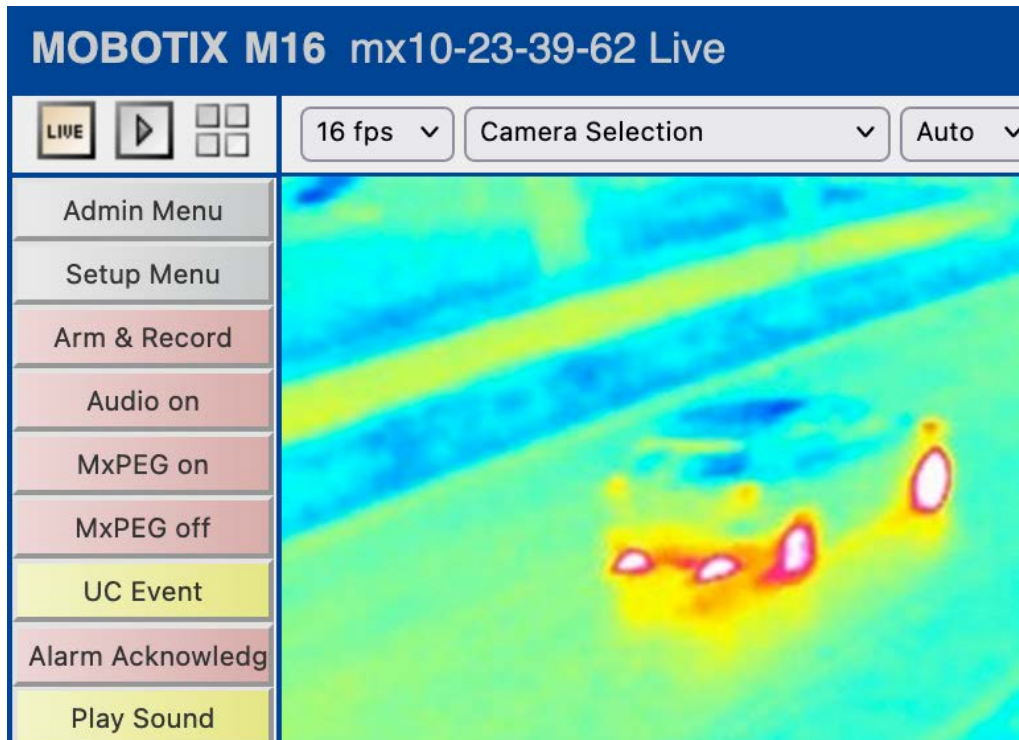 MOBOTIX M16 mx10-23-39-62 Live
LIVE
16 fps Camera Selection Auto
Admin Menu
Setup Menu
Arm & Record
Audio on
MxPEG on
MxPEG off
UC Event
Alarm Acknowledg
Play Sound